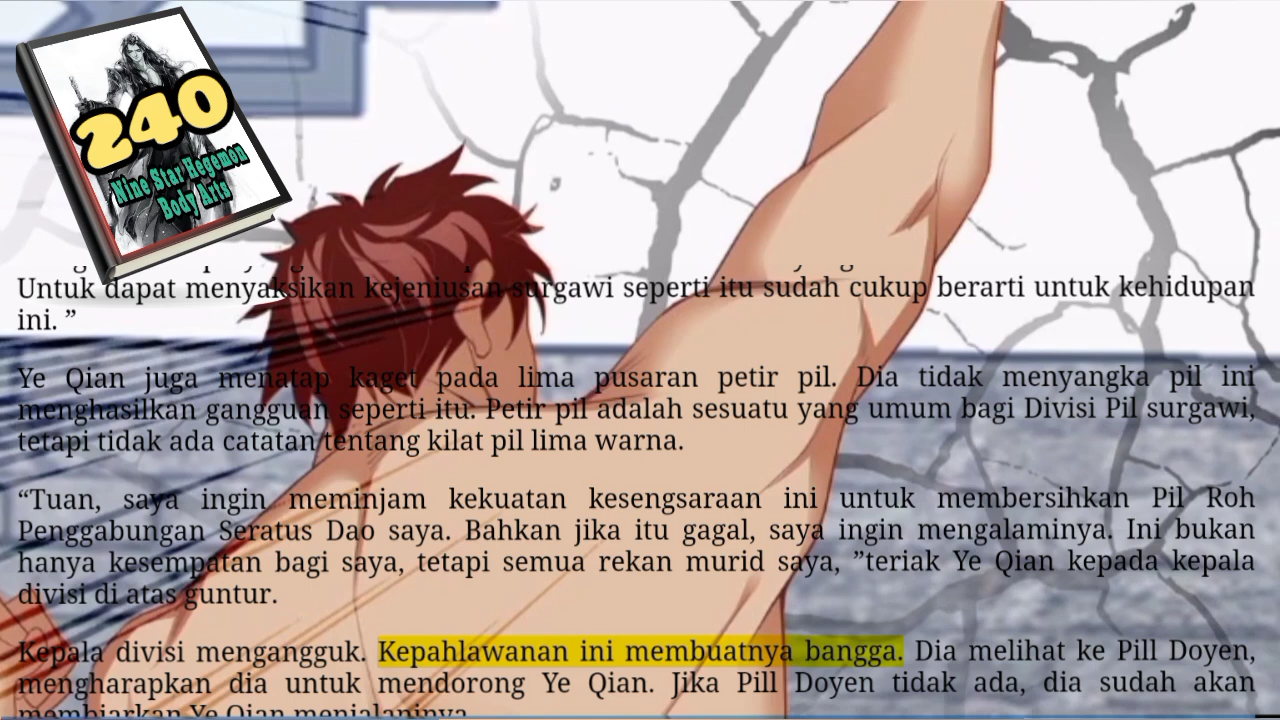 240
Nine Star Hegemon
Body Arts
Untuk dapat menyaksikan kejeniusan surgawi seperti itu sudah cukup berarti untuk kehidupan
ini. ”
Ye Qian juga menatap kaget pada lima pusaran petir pil. Dia tidak menyangka pil ini
menghasilkan gangguan seperti itu. Petir pil adalah sesuatu yang umum bagi Divisi Pil surgawi,
tetapi tidak ada catatan tentang kilat pil lima warna.
“Tuan, saya ingin meminjam kekuatan kesengsaraan ini untuk membersihkan Pil Roh
Penggabungan Seratus Dao saya. Bahkan jika itu gagal, saya ingin mengalaminya. Ini bukan
hanya kesempatan bagi saya, tetapi semua rekan murid saya, ”teriak Ye Qian kepada kepala
divisi di atas guntur.
Kepala divisi mengangguk. Kepahlawanan ini membuatnya bangga. Dia melihat ke Pill Doyen,
mengharapkan dia untuk mendorong Ye Qian. Jika Pill Doyen tidak ada, dia sudah akan
membiarkan Ye Qian menjalaninya.